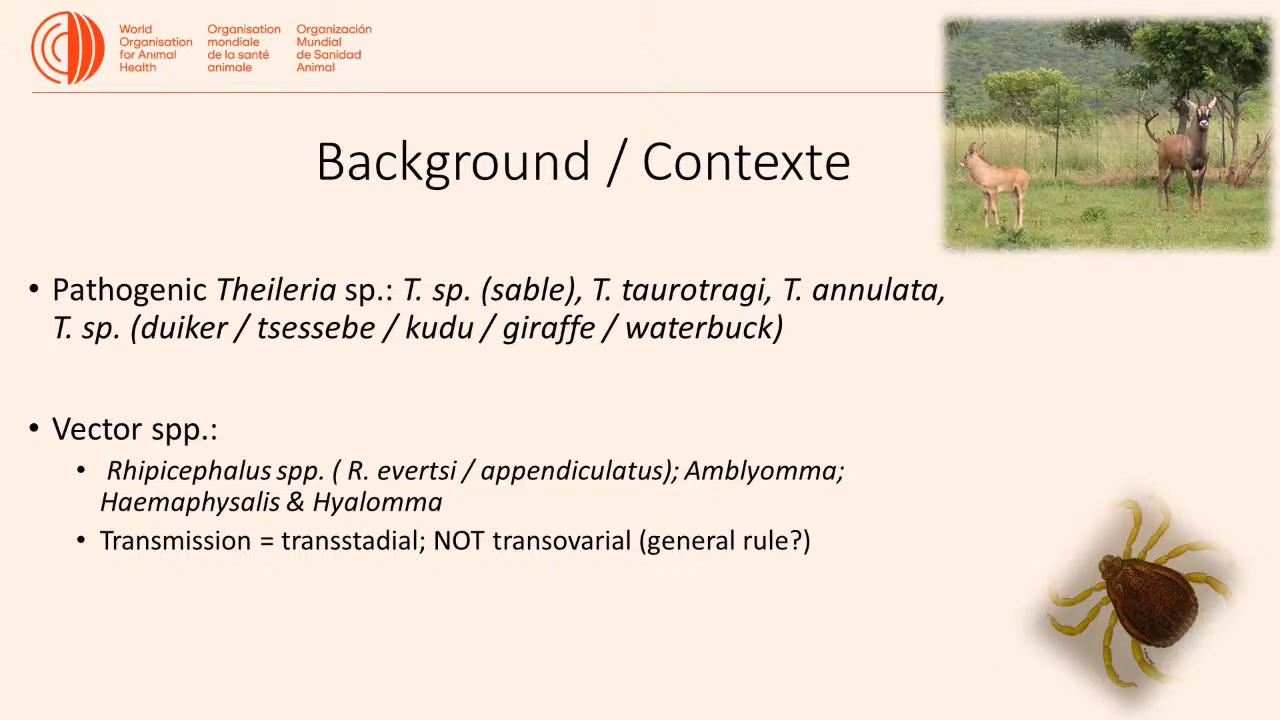 World
Organisation
for Animal
Health
Organisation
mondiale
de la santé
animale
Organización
Mundial
de Sanidad
Animal
Background / Contexte
• Pathogenic Theileria sp.: T. sp. (sable), T. taurotragi, T. annulata,
T. sp. (duiker / tsessebe / kudu / giraffe / waterbuck)
• Vector spp.:
• Rhipicephalus spp. ( R. evertsi / appendiculatus); Amblyomma;
Haemaphysalis & Hyalomma
• Transmission = transstadial; NOT transovarial (general rule?)